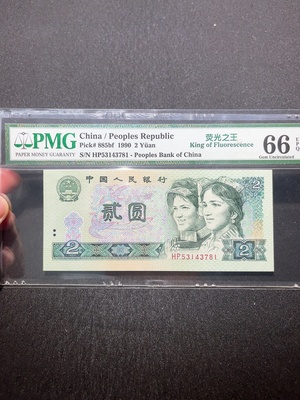 PMG
PAPER MONEY GUARANTY
China / Peoples Republic
Pick# 885bf 1990 2 Yüan
S/N HP53143781 - Peoples Bank of China
荧光之王
King of Fluorescence
66 EPQ
Gem Uncirculated
中国人民银行
贰圆
2
2
HP53143781